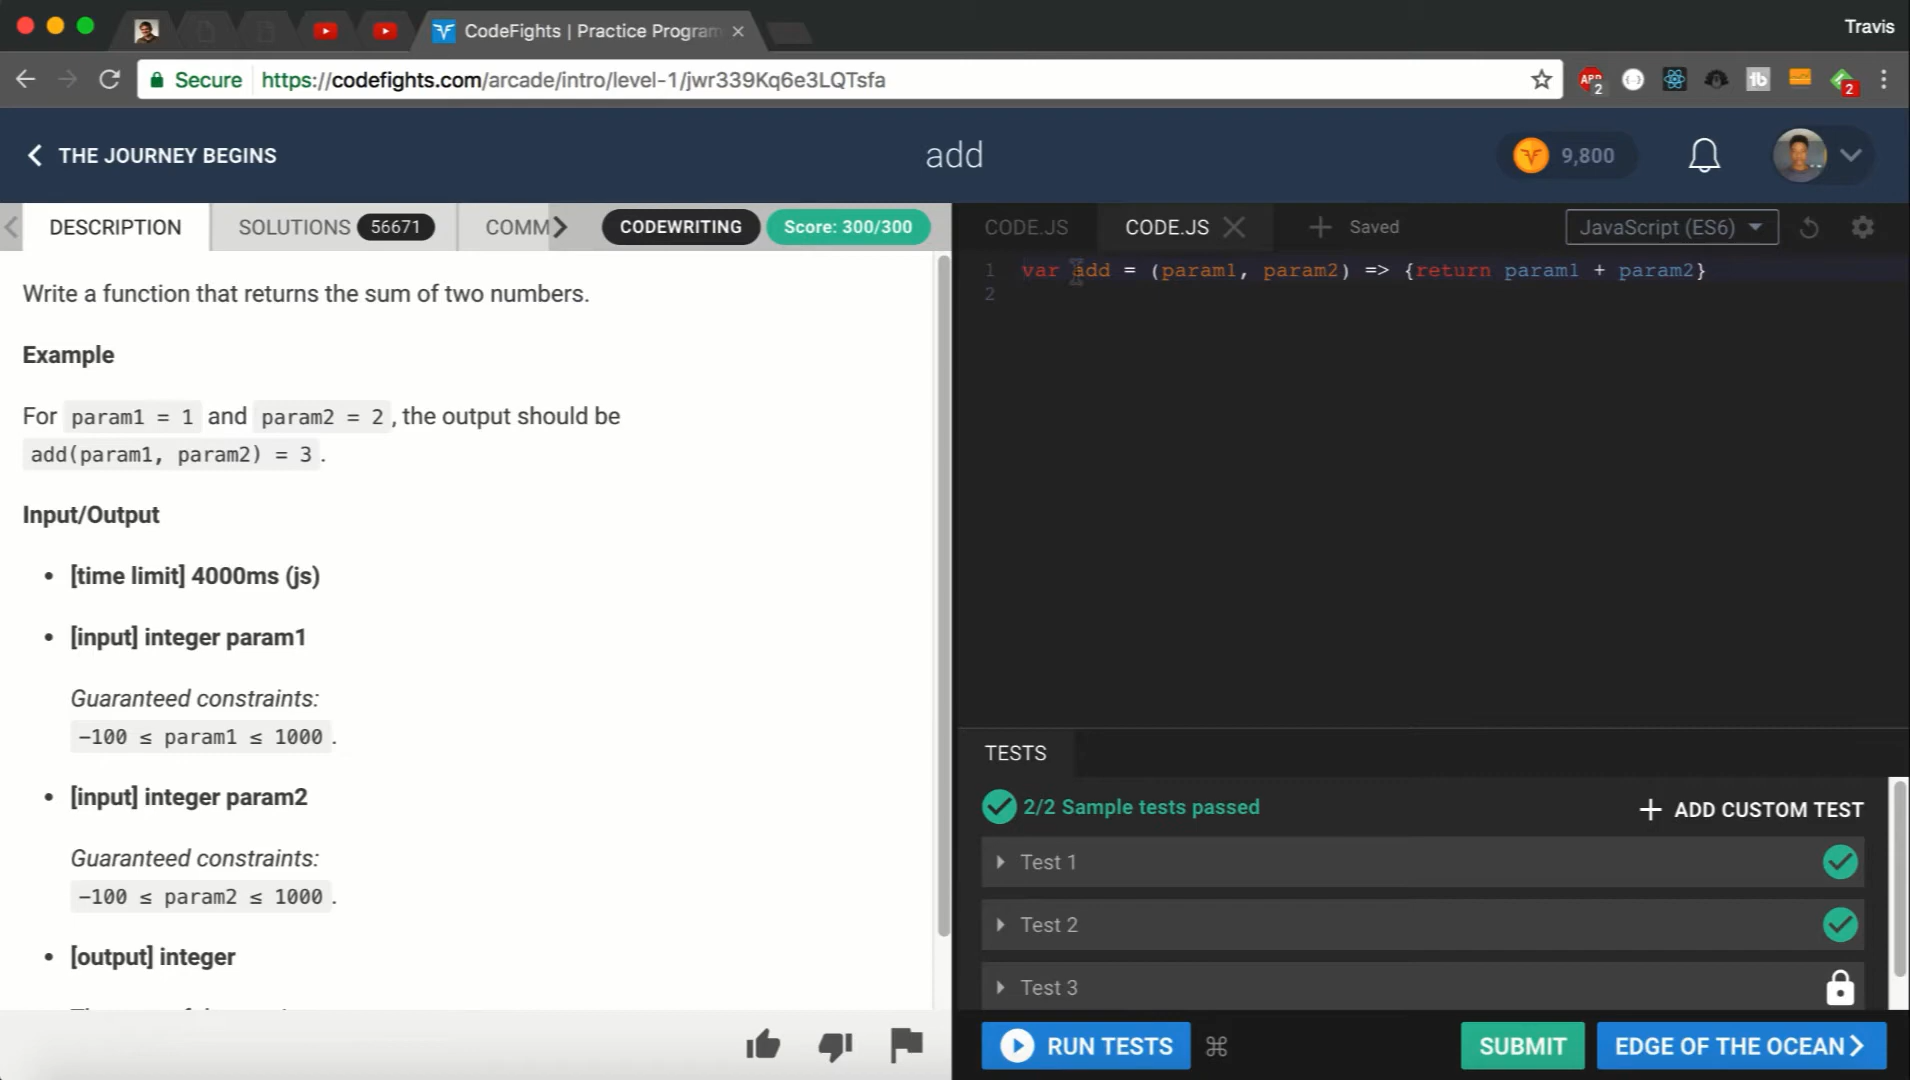 CodeFights | Practice Program
Travis
Secure https://codefights.com/arcade/intro/level-1/jwr339Kq6e3LQTsfa
ABP 2 tb 2
THE JOURNEY BEGINS
add
9,800
DESCRIPTION SOLUTIONS 56671 COMM CODEWRITING Score: 300/300
CODE.JS CODE.JS Saved JavaScript (ES6)
Write a function that returns the sum of two numbers.
Example
For param1 = 1 and param2 = 2, the output should be
add(param1, param2) = 3.
Input/Output
• [time limit] 4000ms (js)
• [input] integer param1
Guaranteed constraints:
-100 ≤ param1 ≤ 1000.
• [input] integer param2
Guaranteed constraints:
-100 ≤ param2 ≤ 1000.
• [output] integer
1 var add = (param1, param2) => {return param1 + param2}
2
TESTS
2/2 Sample tests passed
+ ADD CUSTOM TEST
Test 1
Test 2
Test 3
RUN TESTS ⌘ SUBMIT EDGE OF THE OCEAN